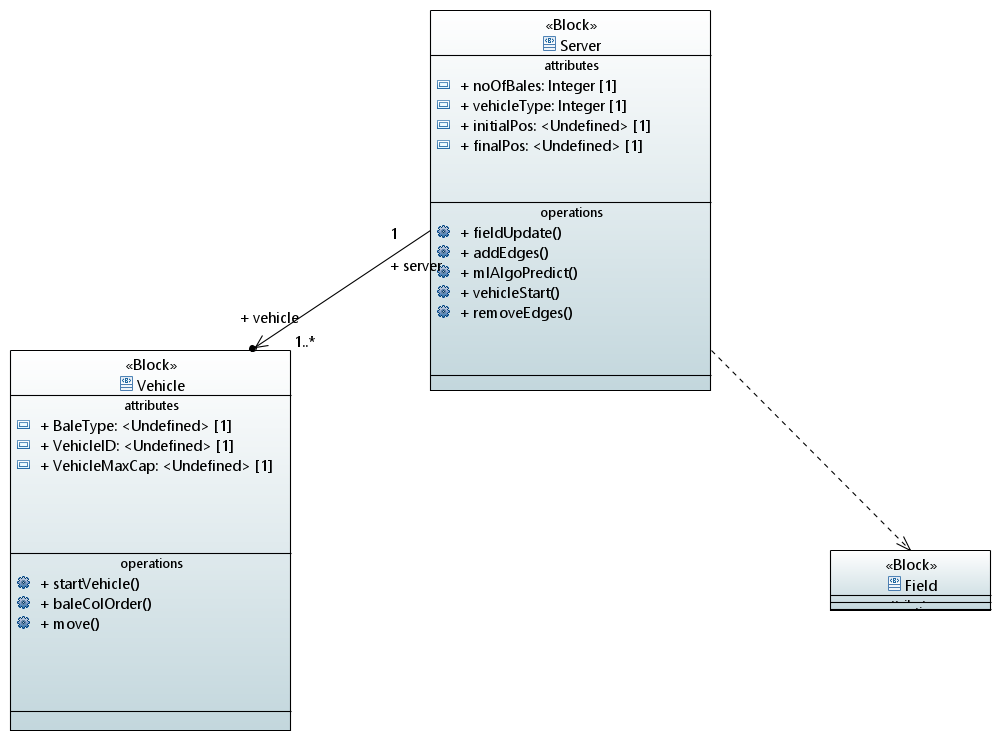 «Block»
Server
attributes
+ noOfBales: Integer [1]
+ vehicleType: Integer [1]
+ initialPos: <Undefined> [1]
+ finalPos: <Undefined> [1]
operations
+ fieldUpdate()
+ addEdges()
+ mlAlgoPredict()
+ vehicleStart()
+ removeEdges()
1
+ server
+ vehicle
1..*
«Block»
Vehicle
attributes
+ BaleType: <Undefined> [1]
+ VehicleID: <Undefined> [1]
+ VehicleMaxCap: <Undefined> [1]
operations
+ startVehicle()
+ baleColOrder()
+ move()
«Block»
Field